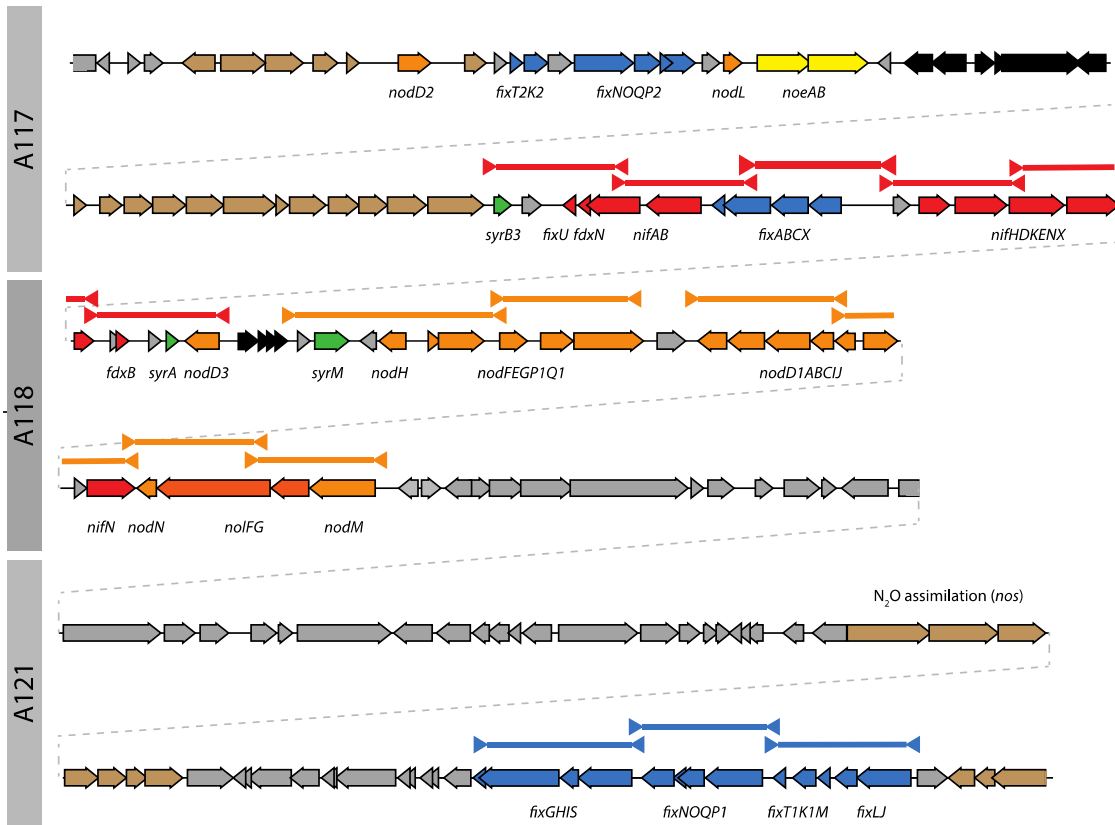 A117
nodD2 fixT2K2 fixNOQP2 nodL noeAB
syrB3 fixU fdxN nifAB fixABCX nifHDKENX
A118
fdxB syrA nodD3 syrM nodH nodFEGP1Q1 nodD1ABCIJ
nifN nodN nolFG nodM
A121
N₂O assimilation (nos)
fixGHIS fixNOQP1 fixT1K1M fixLJ